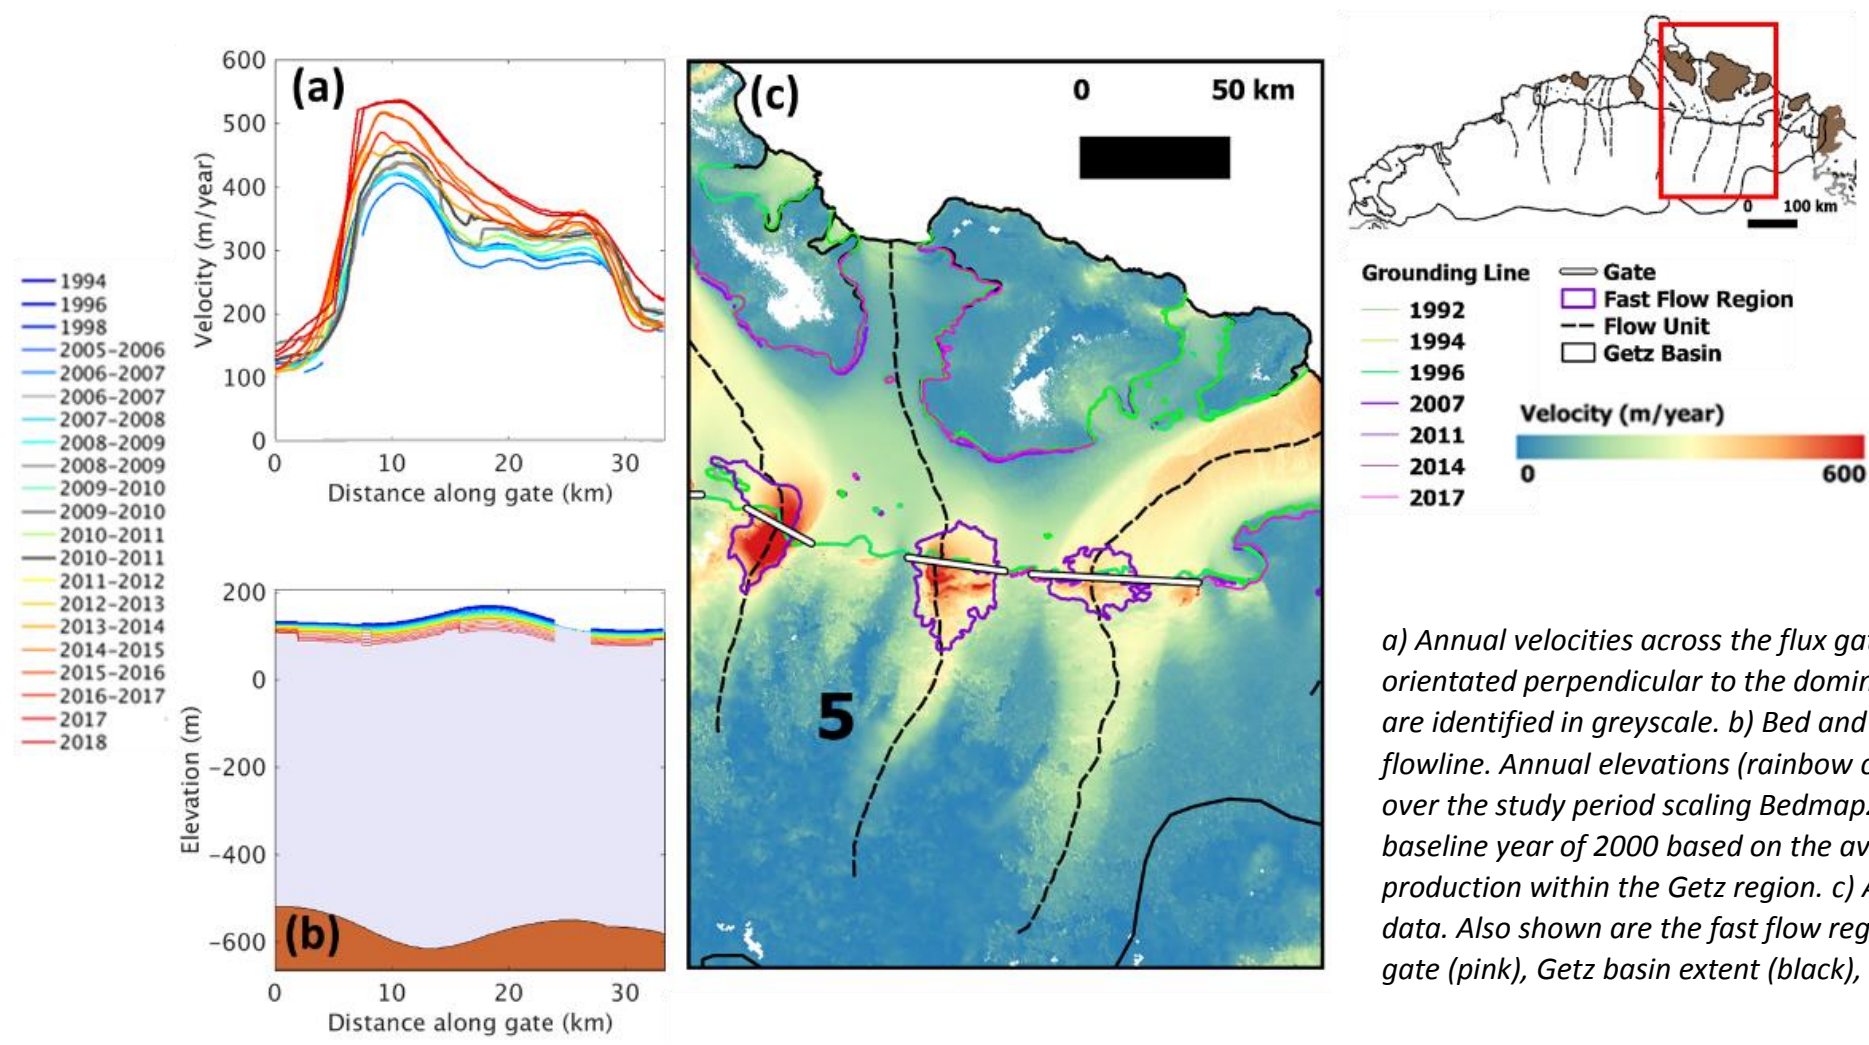 600
500
400
300
200
100
0
0 10 20 30
Velocity (m/year)
Distance along gate (km)
(a)
1994
1996
1998
2005-2006
2006-2007
2006-2007
2007-2008
2008-2009
2008-2009
2009-2010
2009-2010
2010-2011
2010-2011
2011-2012
2012-2013
2013-2014
2014-2015
2015-2016
2016-2017
2017
2018
200
0
-200
-400
-600
0 10 20 30
Elevation (m)
Distance along gate (km)
(b)
(c)
0 50 km
5
0 100 km
Grounding Line
1992
1994
1996
2007
2011
2014
2017
Gate
Fast Flow Region
Flow Unit
Getz Basin
Velocity (m/year)
0 600
a) Annual velocities across the flux ga
orientated perpendicular to the domin
are identified in greyscale. b) Bed and
flowline. Annual elevations (rainbow
over the study period scaling Bedmap
baseline year of 2000 based on the av
production within the Getz region. c)
data. Also shown are the fast flow reg
gate (pink), Getz basin extent (black),